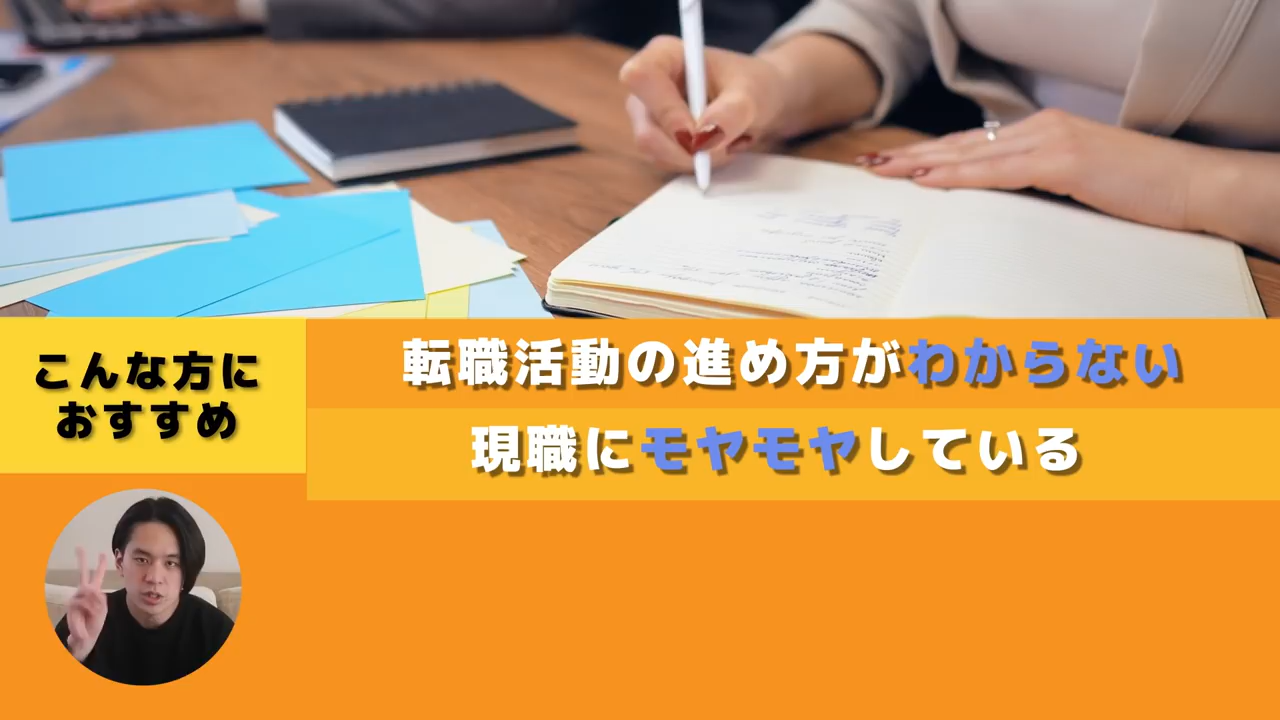 こんな方に
おすすめ
転職活動の進め方がわからない
現職にモヤモヤしている